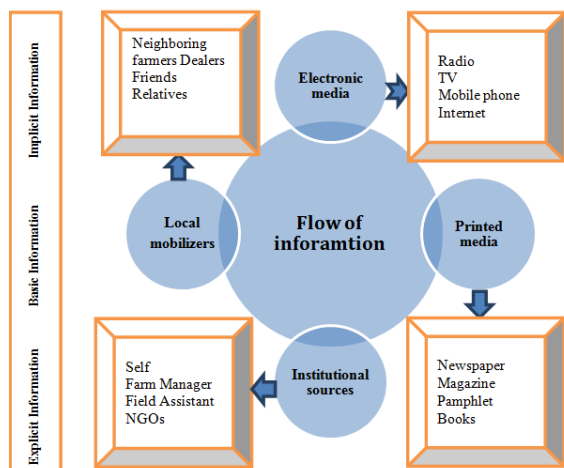 Implicit Information
Basic Information
Explicit Information
Neighboring
farmers Dealers
Friends
Relatives
Electronic
media
Radio
TV
Mobile phone
Internet
Local
mobilizers
Flow of
inforamtion
Printed
media
Self
Farm Manager
Field Assistant
NGOs
Institutional
sources
Newspaper
Magazine
Pamphlet
Books